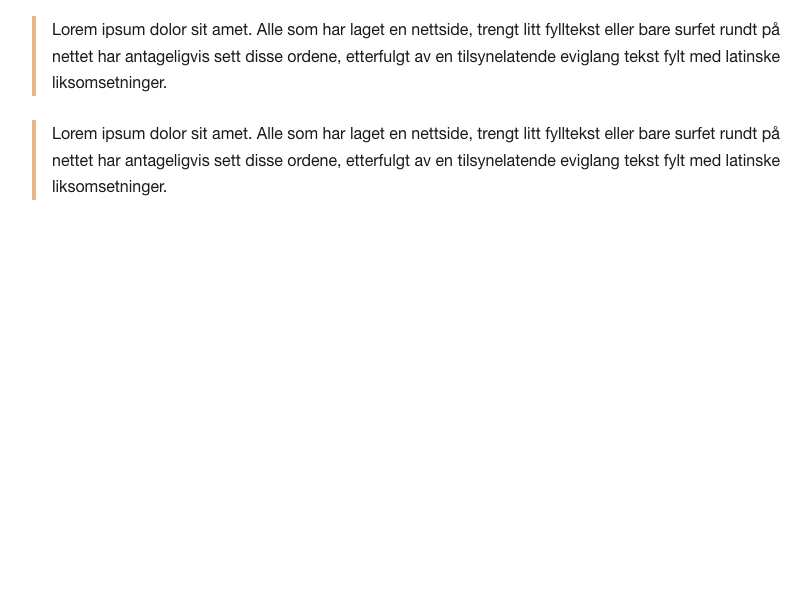 Lorem ipsum dolor sit amet. Alle som har laget en nettside, trengt litt fylltekst eller bare surfet rundt på
nettet har antageligvis sett disse ordene, etterfulgt av en tilsynelatende eviglang tekst fylt med latinske
liksomsetninger.
Lorem ipsum dolor sit amet. Alle som har laget en nettside, trengt litt fylltekst eller bare surfet rundt på
nettet har antageligvis sett disse ordene, etterfulgt av en tilsynelatende eviglang tekst fylt med latinske
liksomsetninger.